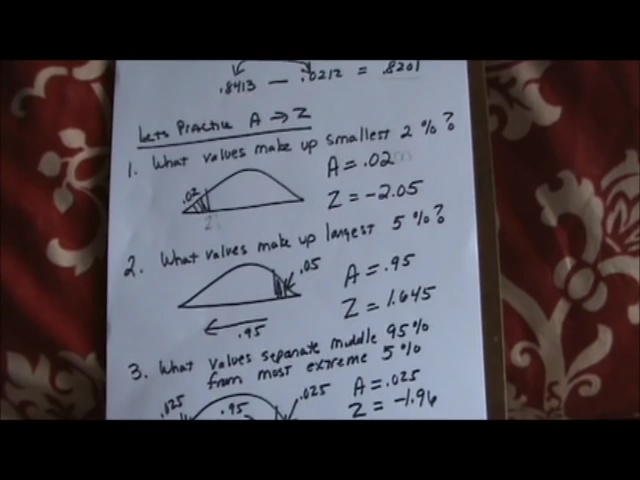 .8413 — .0212 = .8201
Lets Practice A → Z
1. What values make up smallest 2%?
.02
A = .02
Z = -2.05
2. What values make up largest 5%?
.05
.95
A = .95
Z = 1.645
3. What values separate middle 95%
from most extreme 5%
.025
.95
.025
A = .025
Z = -1.96